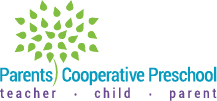 Parents Cooperative Preschool
teacher · child · parent